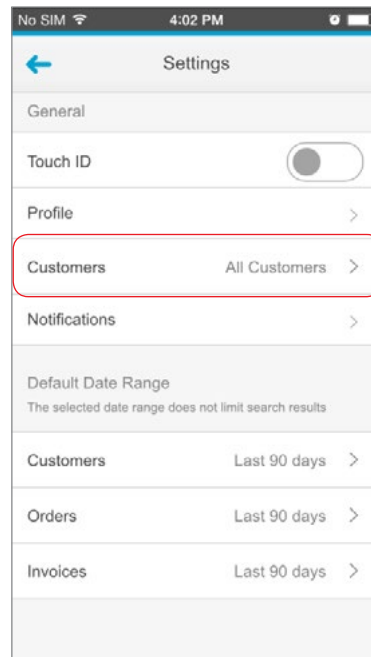 No SIM 4:02 PM
Settings
General
Touch ID
Profile
Customers All Customers
Notifications
Default Date Range
The selected date range does not limit search results
Customers Last 90 days
Orders Last 90 days
Invoices Last 90 days